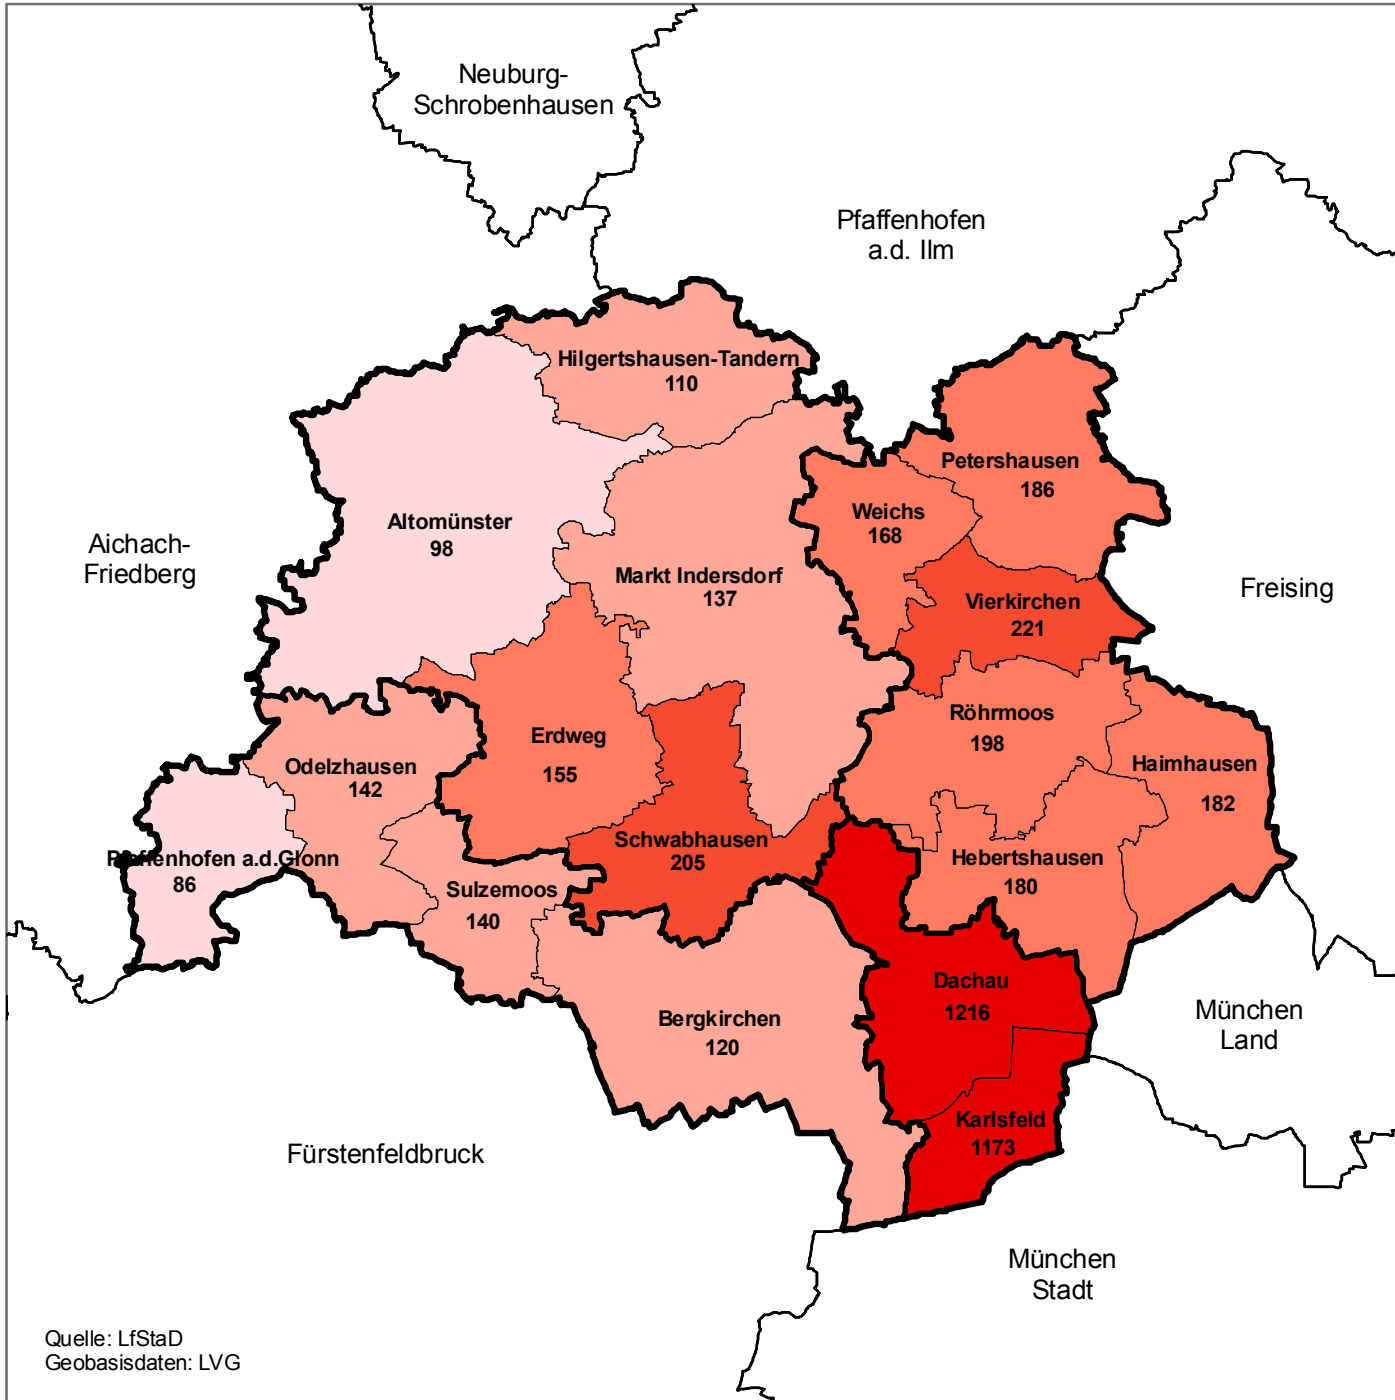 Neuburg-
Schrobenhausen
Pfaffenhofen
a.d. Ilm
Hilgertshausen-Tandern
110
Petershausen
186
Weichs
168
Altomünster
98
Aichach-
Friedberg
Markt Indersdorf
137
Freising
Vierkirchen
221
Röhrmoos
198
Erdweg
155
Haimhausen
182
Odelzhausen
142
Schwabhausen
205
Pfaffenhofen a.d.Glonn
86
Hebertshausen
180
Sulzemoos
140
Dachau
1216
Bergkirchen
120
München
Land
Karlsfeld
1173
Fürstenfeldbruck
München
Stadt
Quelle: LfStaD
Geobasisdaten: LVG